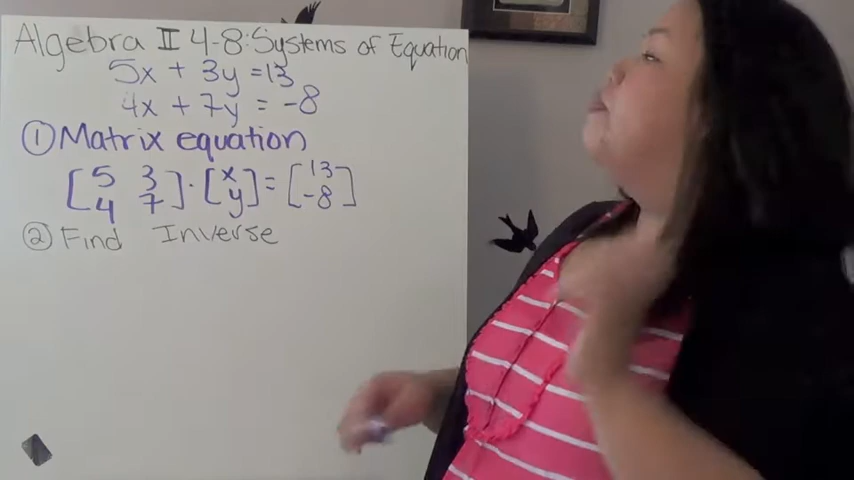 Algebra II 4-8: Systems of Equation
5x + 3y = 13
4x + 7y = -8
① Matrix equation
[5 3] · [x] = [13]
[4 7] [y] [-8]
② Find Inverse